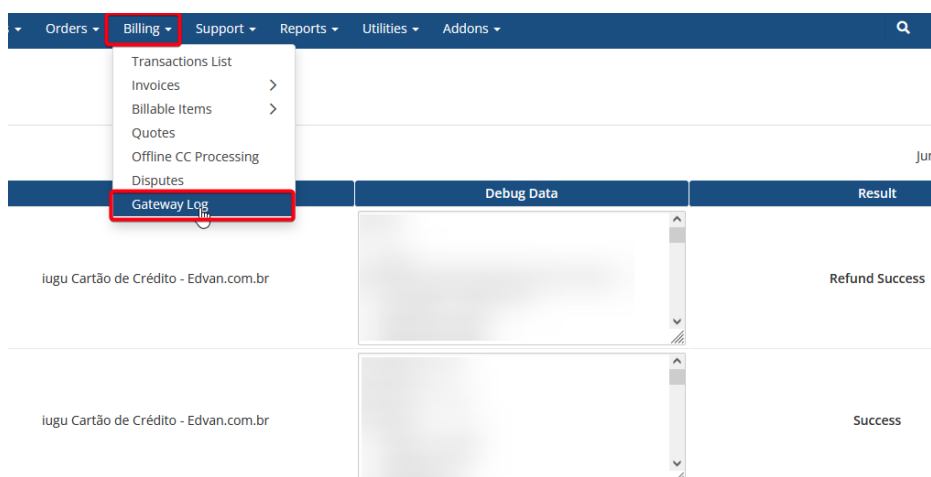 Orders Billing Support Reports Utilities Addons
Transactions List
Invoices
Billable Items
Quotes
Offline CC Processing
Disputes
Gateway Log
Debug Data
Result
iugu Cartão de Crédito - Edvan.com.br
Refund Success
iugu Cartão de Crédito - Edvan.com.br
Success